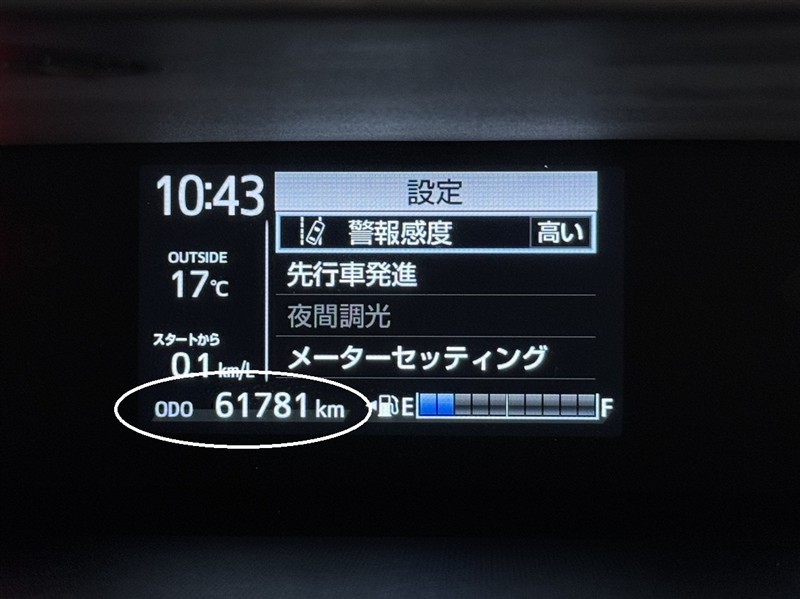 10:43
設定
警報感度 高い
OUTSIDE
17℃
先行車発進
夜間調光
スタートから
0.1 km/L
メーターセッティング
ODO 61781 km
E F